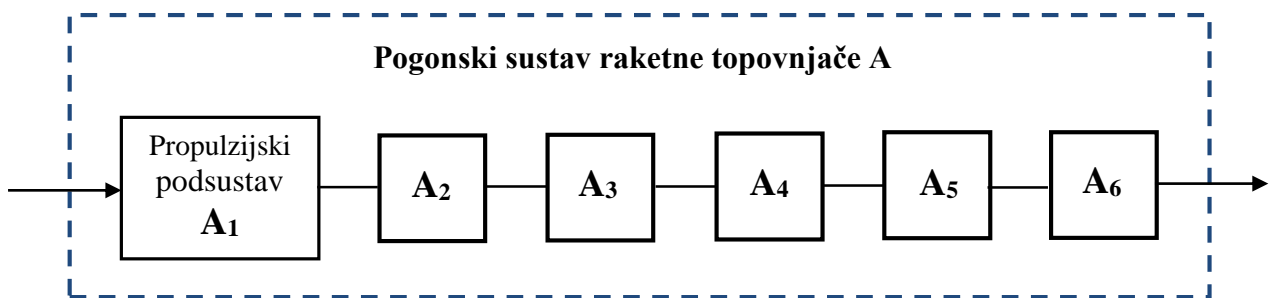 Pogonski sustav raketne topovnjače A
Propulzijski
podsustav
A₁
A₂
A₃
A₄
A₅
A₆